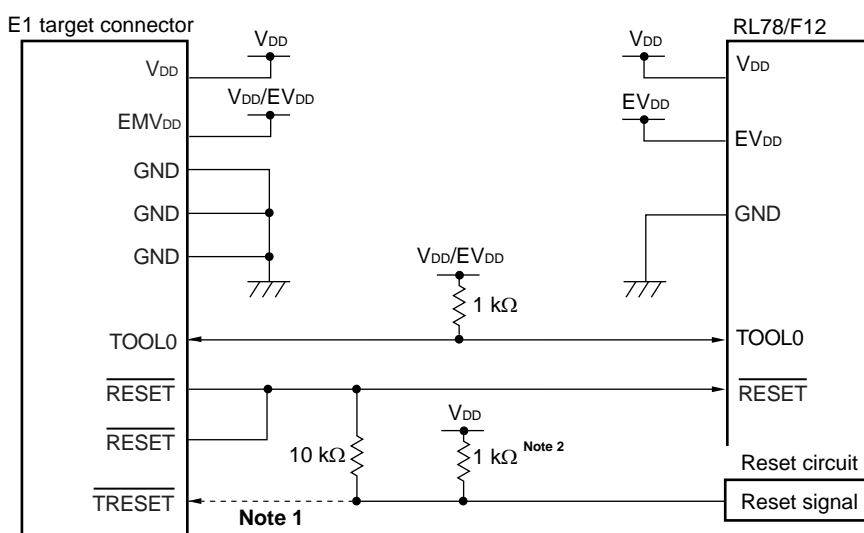 E1 target connector
RL78/F12
VDD
VDD
VDD
VDD
VDD/EVDD
EVDD
EMVDD
EVDD
GND
GND
GND
GND
VDD/EVDD
1 kΩ
TOOL0
TOOL0
RESET
RESET
VDD
RESET
10 kΩ
1 kΩ Note 2
Reset circuit
TRESET
Note 1
Reset signal